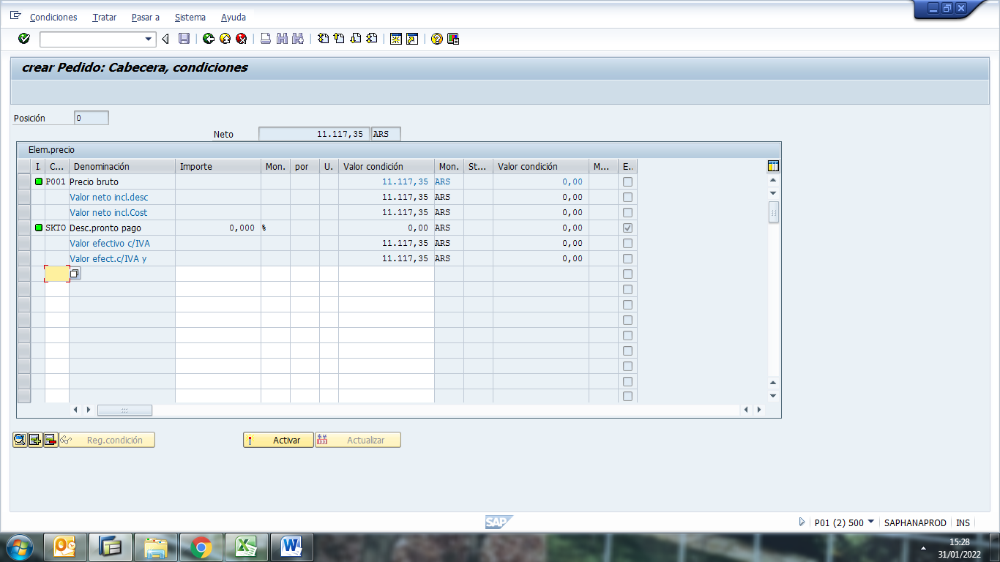 Condiciones Tratar Pasar a Sistema Ayuda
crear Pedido: Cabecera, condiciones
Posición 0
Neto 11.117,35 ARS
Elem.precio
I. C... Denominación Importe Mon. por U. Valor condición Mon. St... Valor condición M... E..
P001 Precio bruto 11.117,35 ARS 0,00
Valor neto incl.desc 11.117,35 ARS 0,00
Valor neto incl.Cost 11.117,35 ARS 0,00
SKTO Desc.pronto pago 0,000 % 0,00 ARS 0,00
Valor efectivo c/IVA 11.117,35 ARS 0,00
Valor efect.c/IVA y 11.117,35 ARS 0,00
Reg.condición Activar Actualizar
SAP P01 (2) 500 SAPHANAPROD INS
15:28
31/01/2022